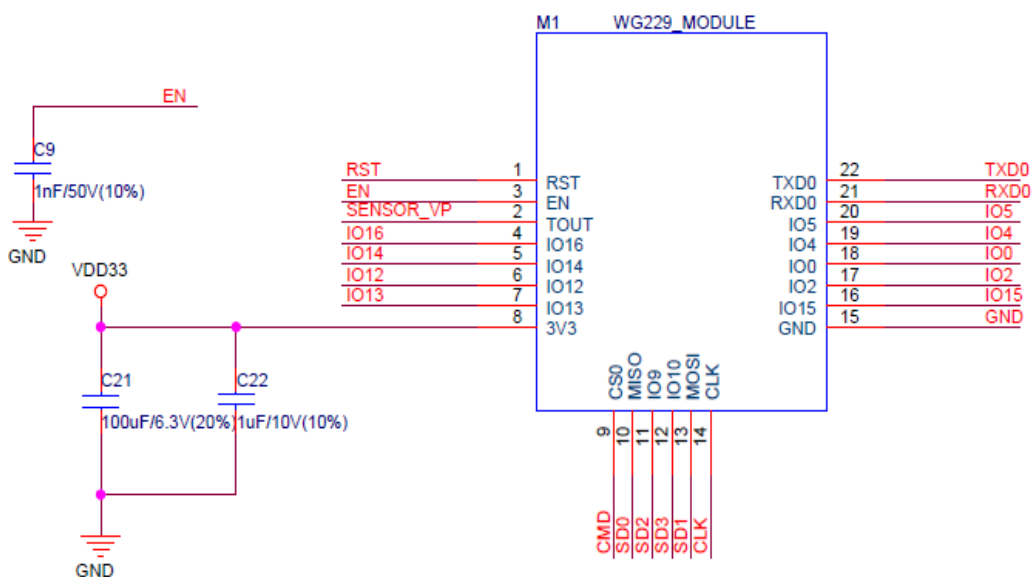 M1 WG229_MODULE
EN
C9
1nF/50V(10%)
GND
VDD33
C21
100uF/6.3V(20%)
C22
1uF/10V(10%)
GND
RST 1 RST
EN 3 EN
SENSOR_VP 2 TOUT
IO16 4 IO16
IO14 5 IO14
IO12 6 IO12
IO13 7 IO13
8 3V3
TXD0 22 TXD0
RXD0 21 RXD0
IO5 20 IO5
IO4 19 IO4
IO0 18 IO0
IO2 17 IO2
IO15 16 IO15
GND 15 GND
CS0 9 CMD
MISO 10 SD0
IO9 11 SD2
IO10 12 SD3
MOSI 13 SD1
CLK 14 CLK